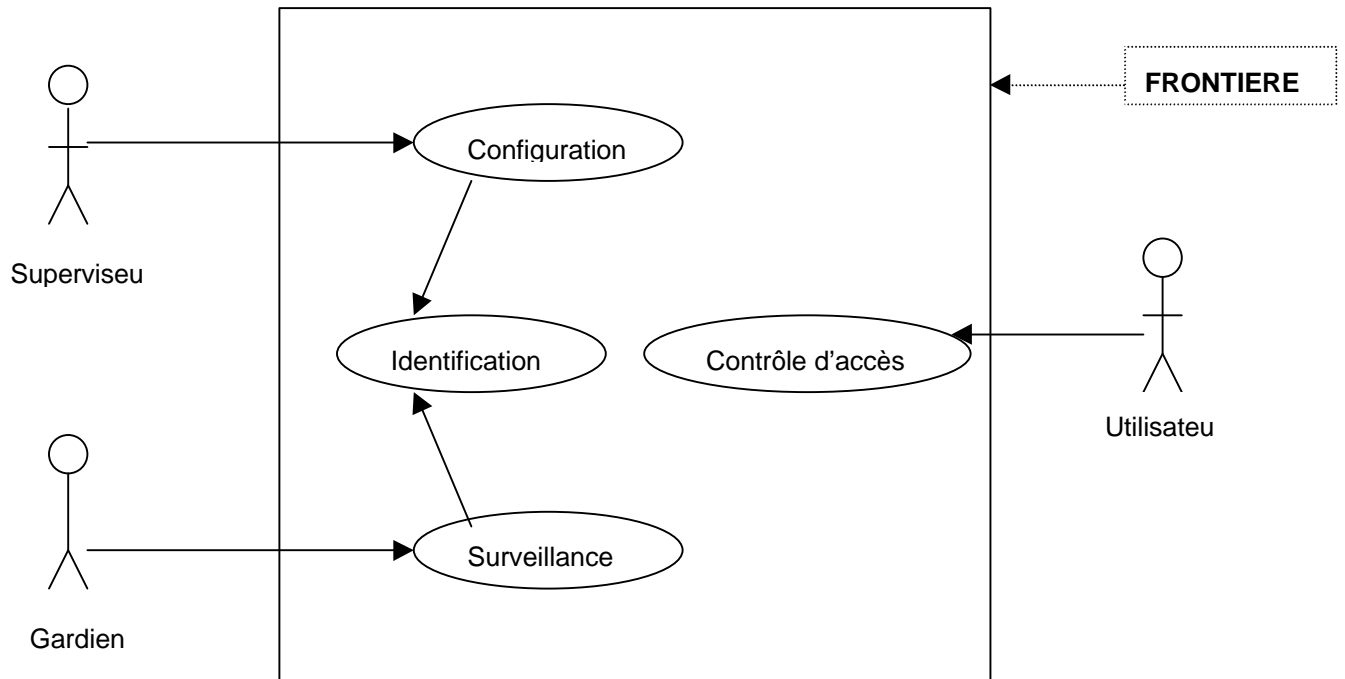 FRONTIERE
Configuration
Superviseu
Identification
Contrôle d'accès
Utilisateu
Surveillance
Gardien